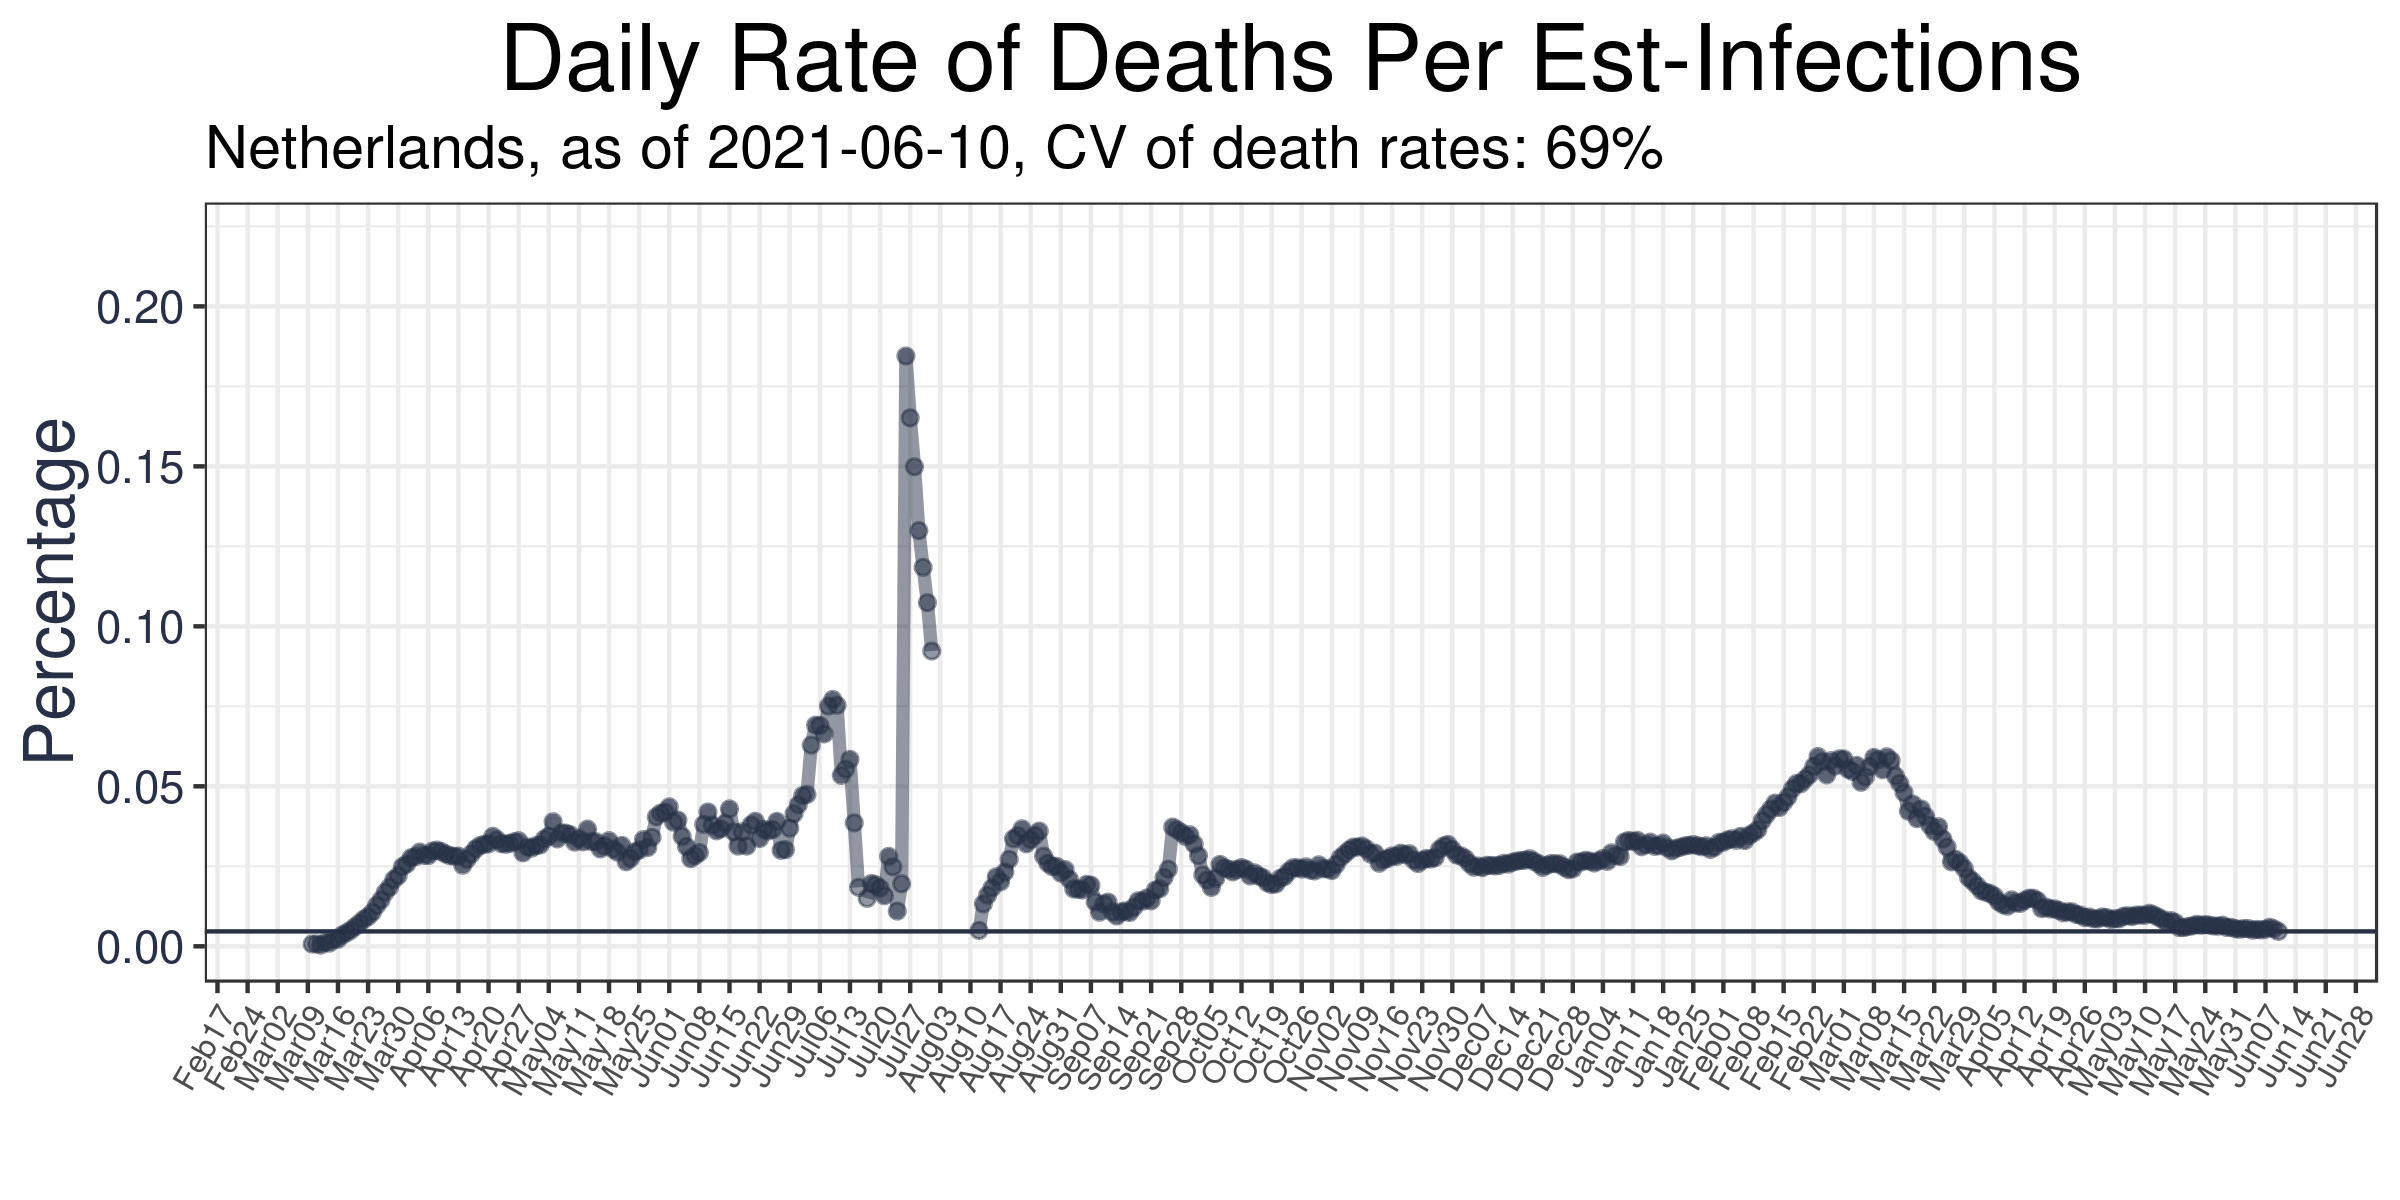 Daily Rate of Deaths Per Est-Infections
Netherlands, as of 2021-06-10, CV of death rates: 69%
Percentage
0.20
0.15
0.10
0.05
0.00
Feb17
Feb24
Mar02
Mar09
Mar16
Mar23
Mar30
Apr06
Apr13
Apr20
Apr27
May04
May11
May18
May25
Jun01
Jun08
Jun15
Jun22
Jun29
Jul06
Jul13
Jul20
Jul27
Aug03
Aug10
Aug17
Aug24
Aug31
Sep07
Sep14
Sep21
Sep28
Oct05
Oct12
Oct19
Oct26
Nov02
Nov09
Nov16
Nov23
Nov30
Dec07
Dec14
Dec21
Dec28
Jan04
Jan11
Jan18
Jan25
Feb01
Feb08
Feb15
Feb22
Mar01
Mar08
Mar15
Mar22
Mar29
Apr05
Apr12
Apr19
Apr26
May03
May10
May17
May24
May31
Jun07
Jun14
Jun21
Jun28